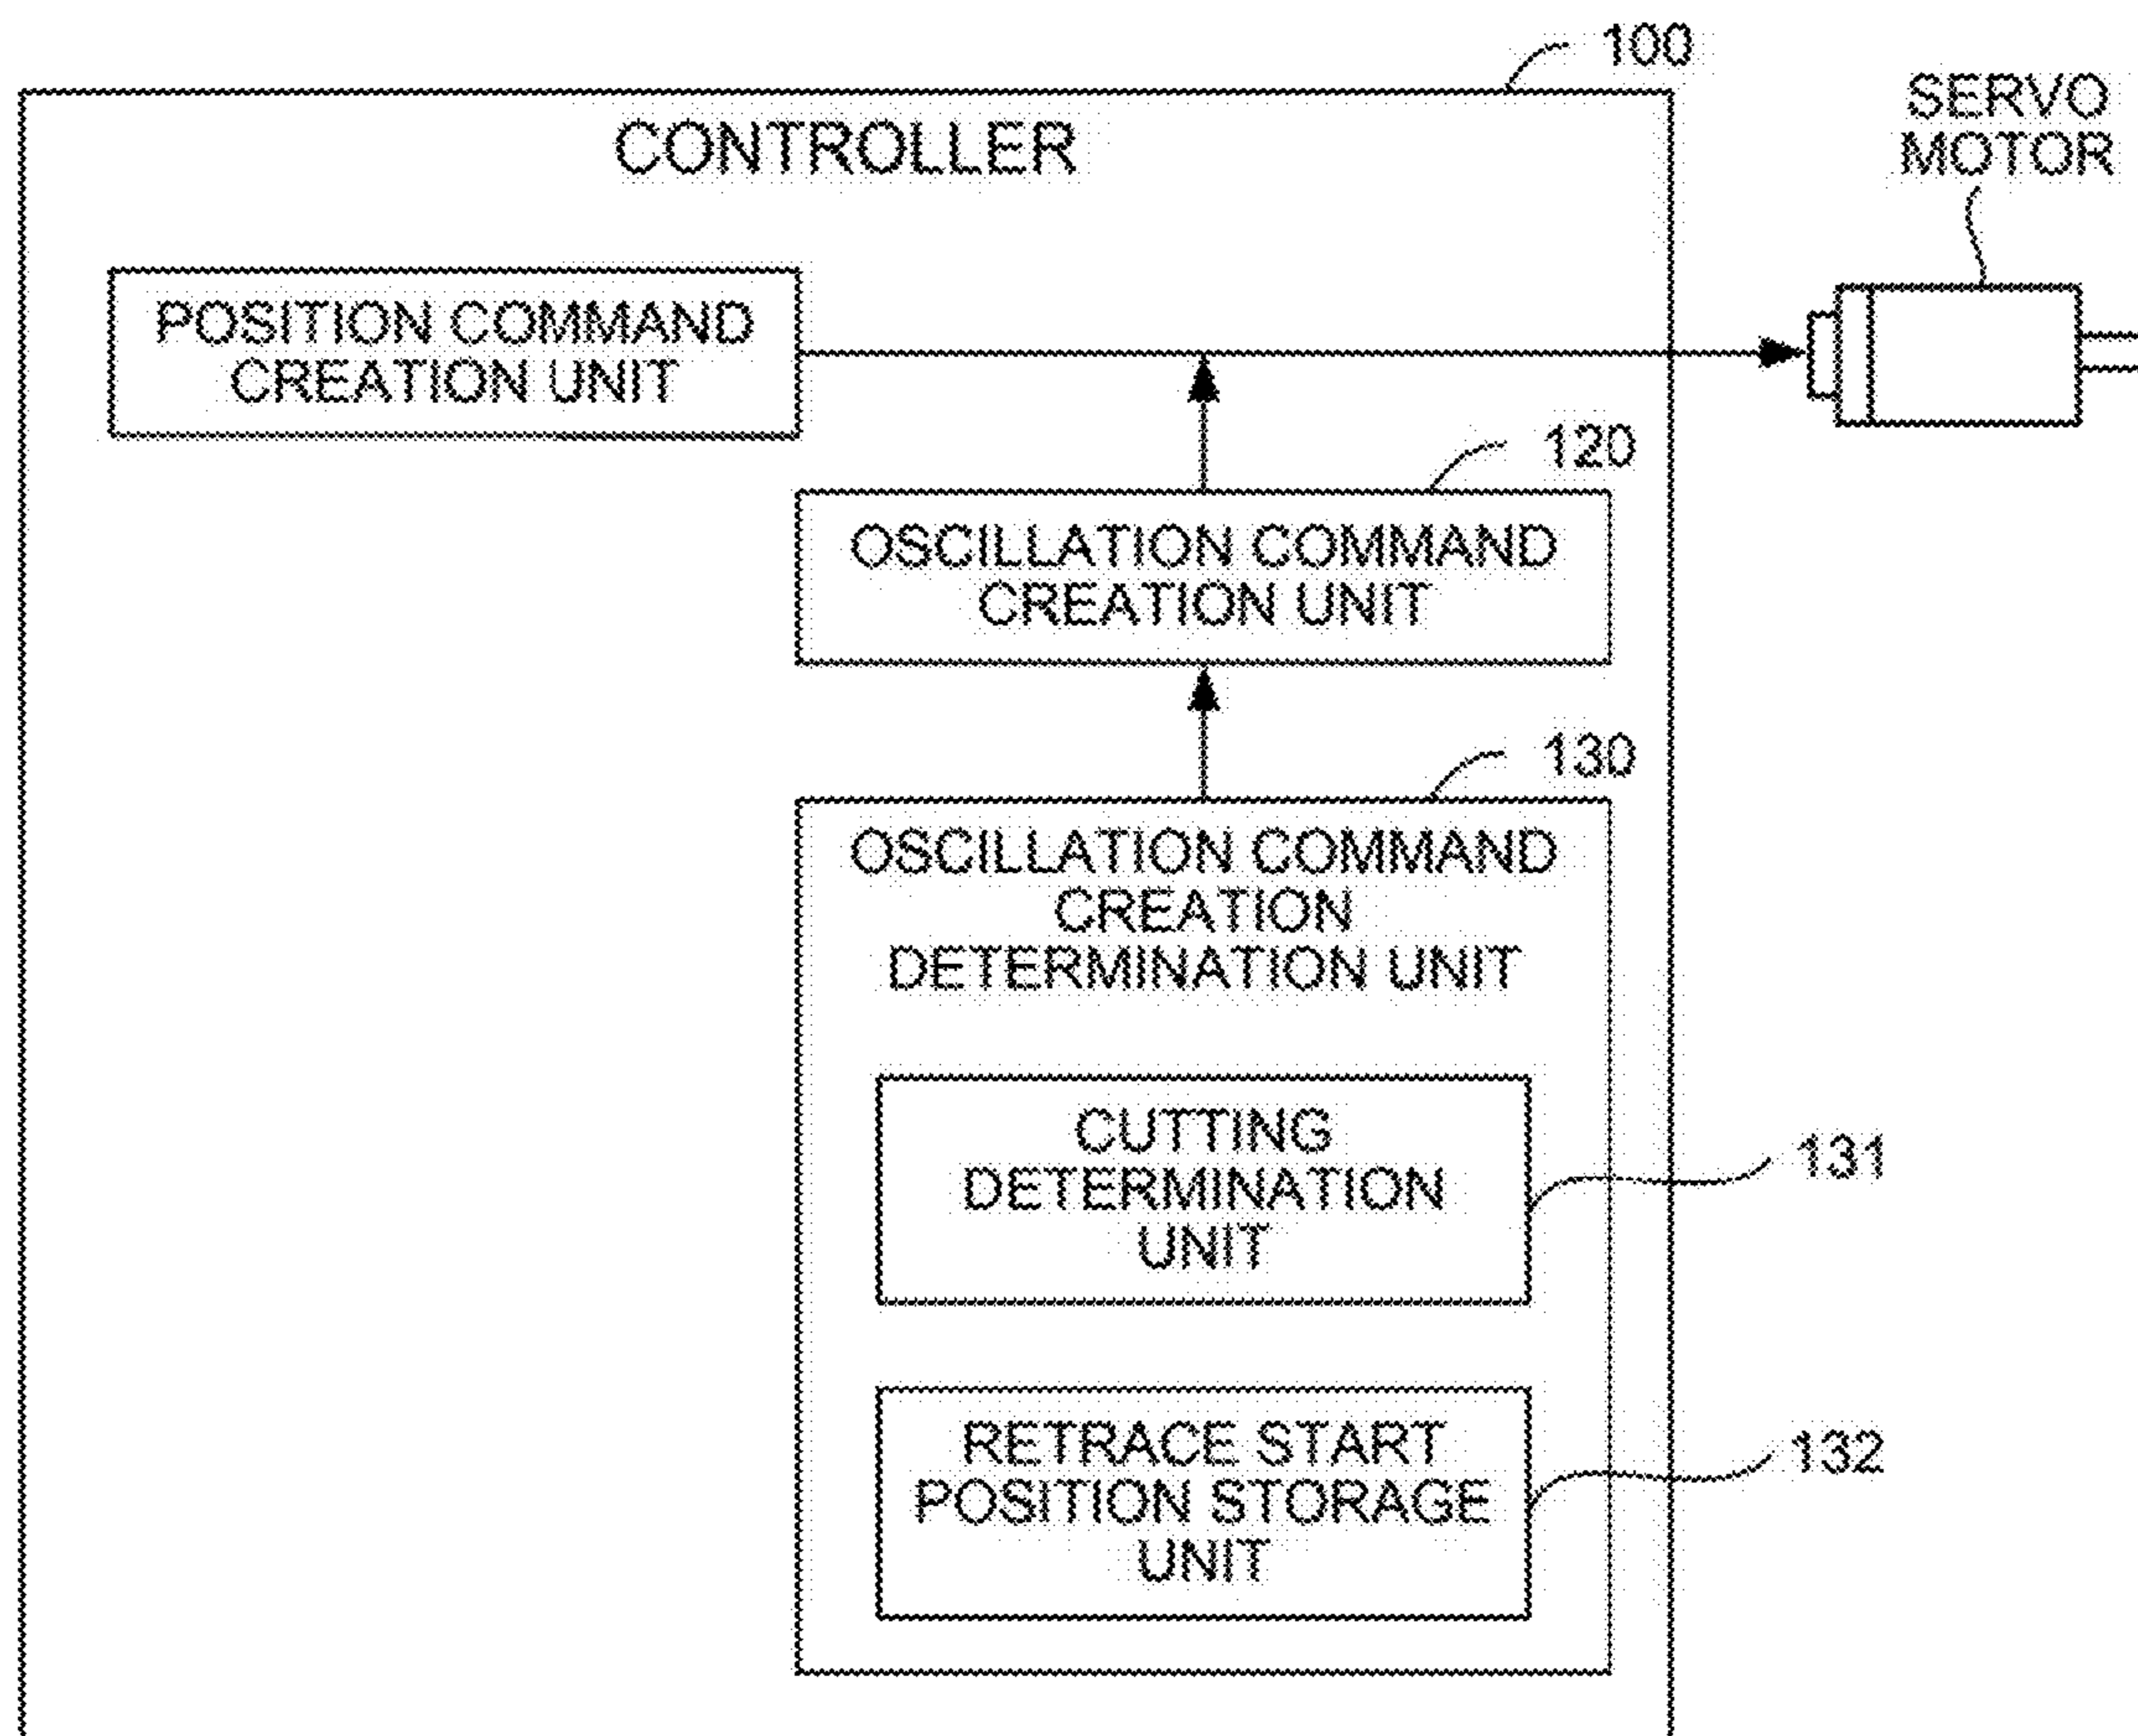 100
CONTROLLER
SERVO
MOTOR
POSITION COMMAND
CREATION UNIT
120
OSCILLATION COMMAND
CREATION UNIT
130
OSCILLATION COMMAND
CREATION
DETERMINATION UNIT
CUTTING
DETERMINATION
UNIT
131
RETRACE START
POSITION STORAGE
UNIT
132